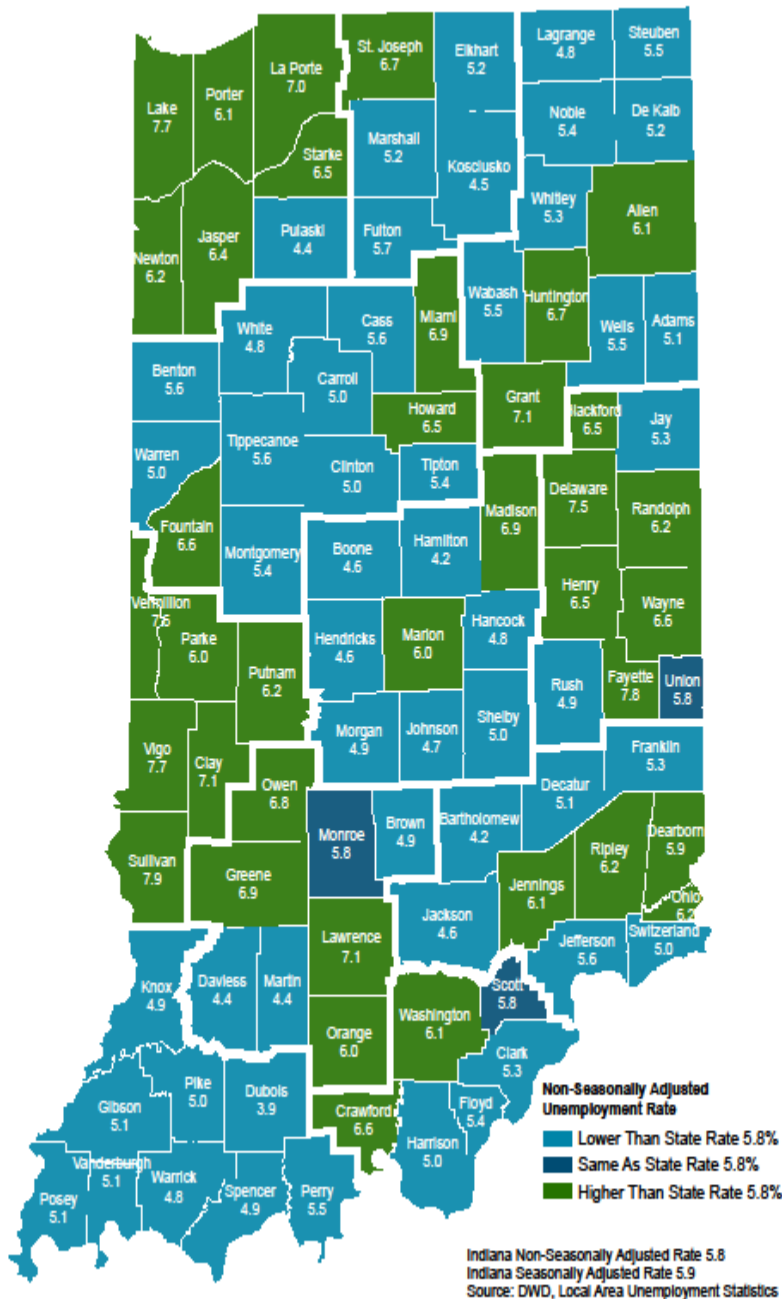 St. Joseph
6.7
Elkhart
5.2
Lagrange
4.8
Steuben
5.5
La Porte
7.0
Lake
7.7
Porter
6.1
Noble
5.4
De Kalb
5.2
Marshall
5.2
Starke
6.5
Kosciusko
4.5
Whitley
5.3
Allen
6.1
Newton
6.2
Jasper
6.4
Pulaski
4.4
Fulton
5.7
Wabash
5.5
Huntington
6.7
Miami
6.9
Wells
5.5
Adams
5.1
White
4.8
Cass
5.6
Benton
5.6
Carroll
5.0
Grant
7.1
Howard
6.5
lackford
6.5
Jay
5.3
Warren
5.0
Tippecanoe
5.6
Clinton
5.0
Tipton
5.4
Delaware
7.5
Madison
6.9
Randolph
6.2
Fountain
6.6
Montgomery
5.4
Boone
4.6
Hamilton
4.2
Henry
6.5
Wayne
6.6
Vermillion
7.6
Parke
6.0
Putnam
6.2
Hendricks
4.6
Marion
6.0
Hancock
4.8
Rush
4.9
Fayette
7.8
Union
5.8
Vigo
7.7
Clay
7.1
Morgan
4.9
Johnson
4.7
Shelby
5.0
Franklin
5.3
Owen
6.8
Decatur
5.1
Monroe
5.8
Brown
4.9
Bartholomew
4.2
Dearborn
5.9
Ripley
6.2
Sullivan
7.9
Greene
6.9
Jennings
6.1
Ohio
6.2
Jackson
4.6
Lawrence
7.1
Jefferson
5.6
Switzerland
5.0
Knox
4.9
Daviess
4.4
Martin
4.4
Scott
5.8
Washington
6.1
Orange
6.0
Clark
5.3
Pike
5.0
Dubois
3.9
Gibson
5.1
Crawford
6.6
Floyd
5.4
Harrison
5.0
Vanderburgh
5.1
Posey
5.1
Warrick
4.8
Spencer
4.9
Perry
5.5
Non-Seasonally Adjusted
Unemployment Rate
Lower Than State Rate 5.8%
Same As State Rate 5.8%
Higher Than State Rate 5.8%
Indiana Non-Seasonally Adjusted Rate 5.8
Indiana Seasonally Adjusted Rate 5.9
Source: DWD, Local Area Unemployment Statistics